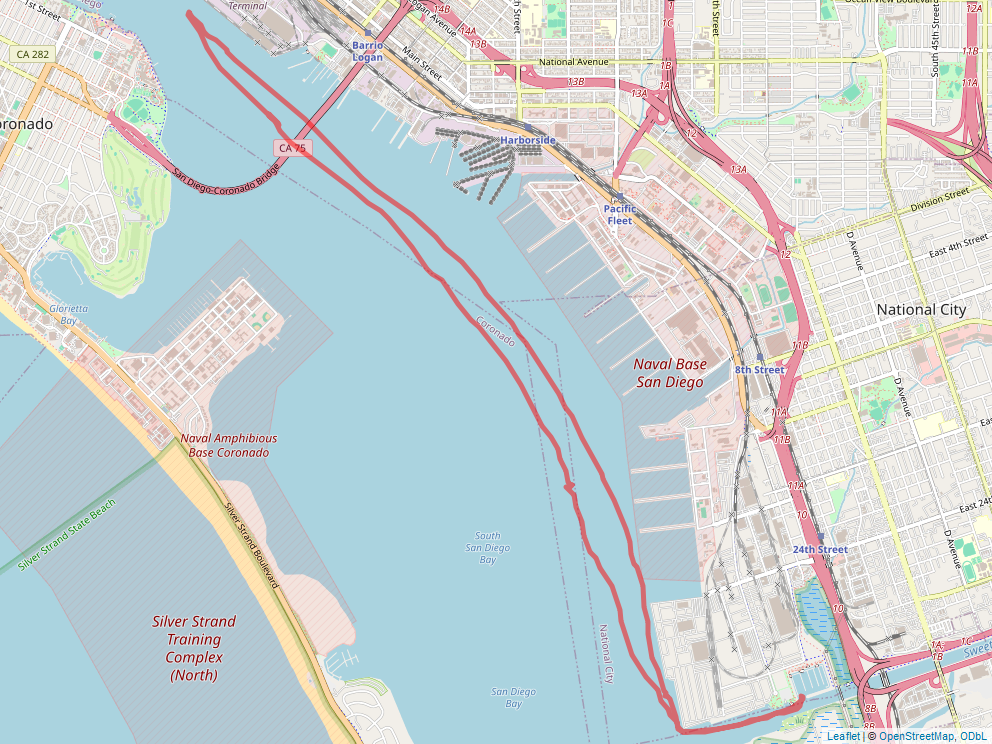 Terminal
1st Street
14B
Logan Avenue
14A
13B
1C
Ocean View Boulevard
CA 282
Barrio
Logan
Main Street
National Avenue
1B
1A
13B
13A
13A
South 45th Street
11B
12A
12
12
CA 75
Harborside
San Diego-Coronado Bridge
13A
Division Street
Pacific
Fleet
12
D Avenue
East 4th Street
Glorietta
Bay
Coronado
National City
11B
Naval Base
San Diego
8th Street
D Avenue
11A
11B
Naval Amphibious
Base Coronado
11A
10
East 24th
Silver Strand State Beach
Silver Strand Boulevard
South
San Diego
Bay
24th Street
D Avenue
10
Silver Strand
Training
Complex
(North)
National City
1A
1C
1B
San Diego
Bay
8B
8B
Leaflet | © OpenStreetMap, ODbL